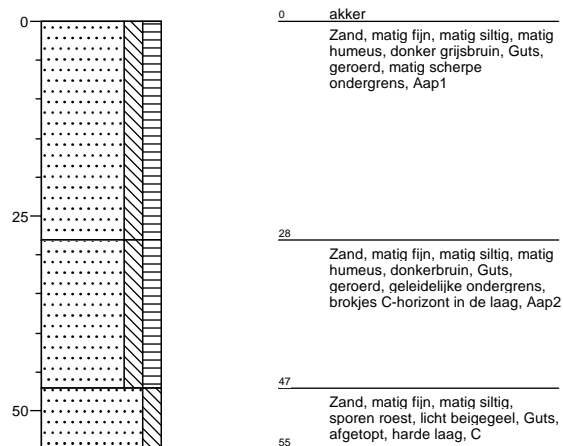 0
akker
Zand, matig fijn, matig siltig, matig
humeus, donker grijsbruin, Guts,
geroerd, matig scherpe
ondergrens, Aap1
0
25
28
Zand, matig fijn, matig siltig, matig
humeus, donkerbruin, Guts,
geroerd, geleidelijke ondergrens,
brokjes C-horizont in de laag, Aap2
47
Zand, matig fijn, matig siltig,
sporen roest, licht beigegeel, Guts,
afgetopt, harde laag, C
50
55